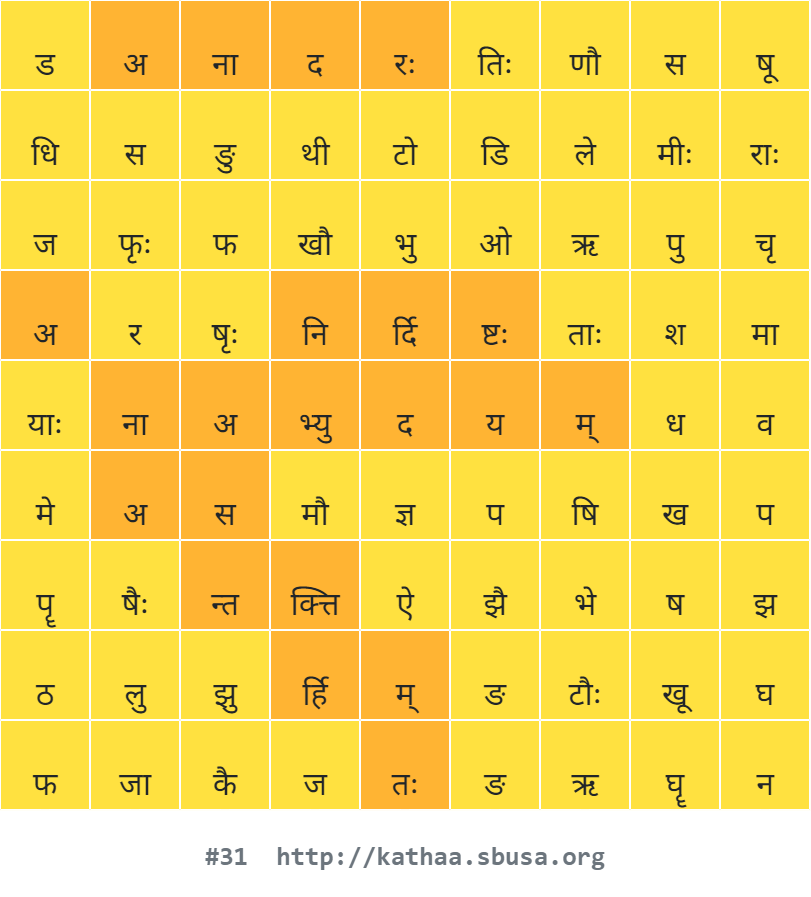 ड अ ना द रः तिः णौ स षू
धि स ङु थी टो डि ले मीः राः
ज फृः फ खौ भु ओ ऋ पु चृ
अ र षृः नि र्दि ष्टः ताः श मा
याः ना अ भ्यु द य म् ध व
मे अ स मौ ज्ञ प षि ख प
पॄ षैः न्त क्त्ति ऐ झै भे ष झ
ठ लु झु र्हि म् ङ टौः खू घ
फ जा कै ज तः ङ ऋ घॄ न
#31 http://kathaa.sbusa.org